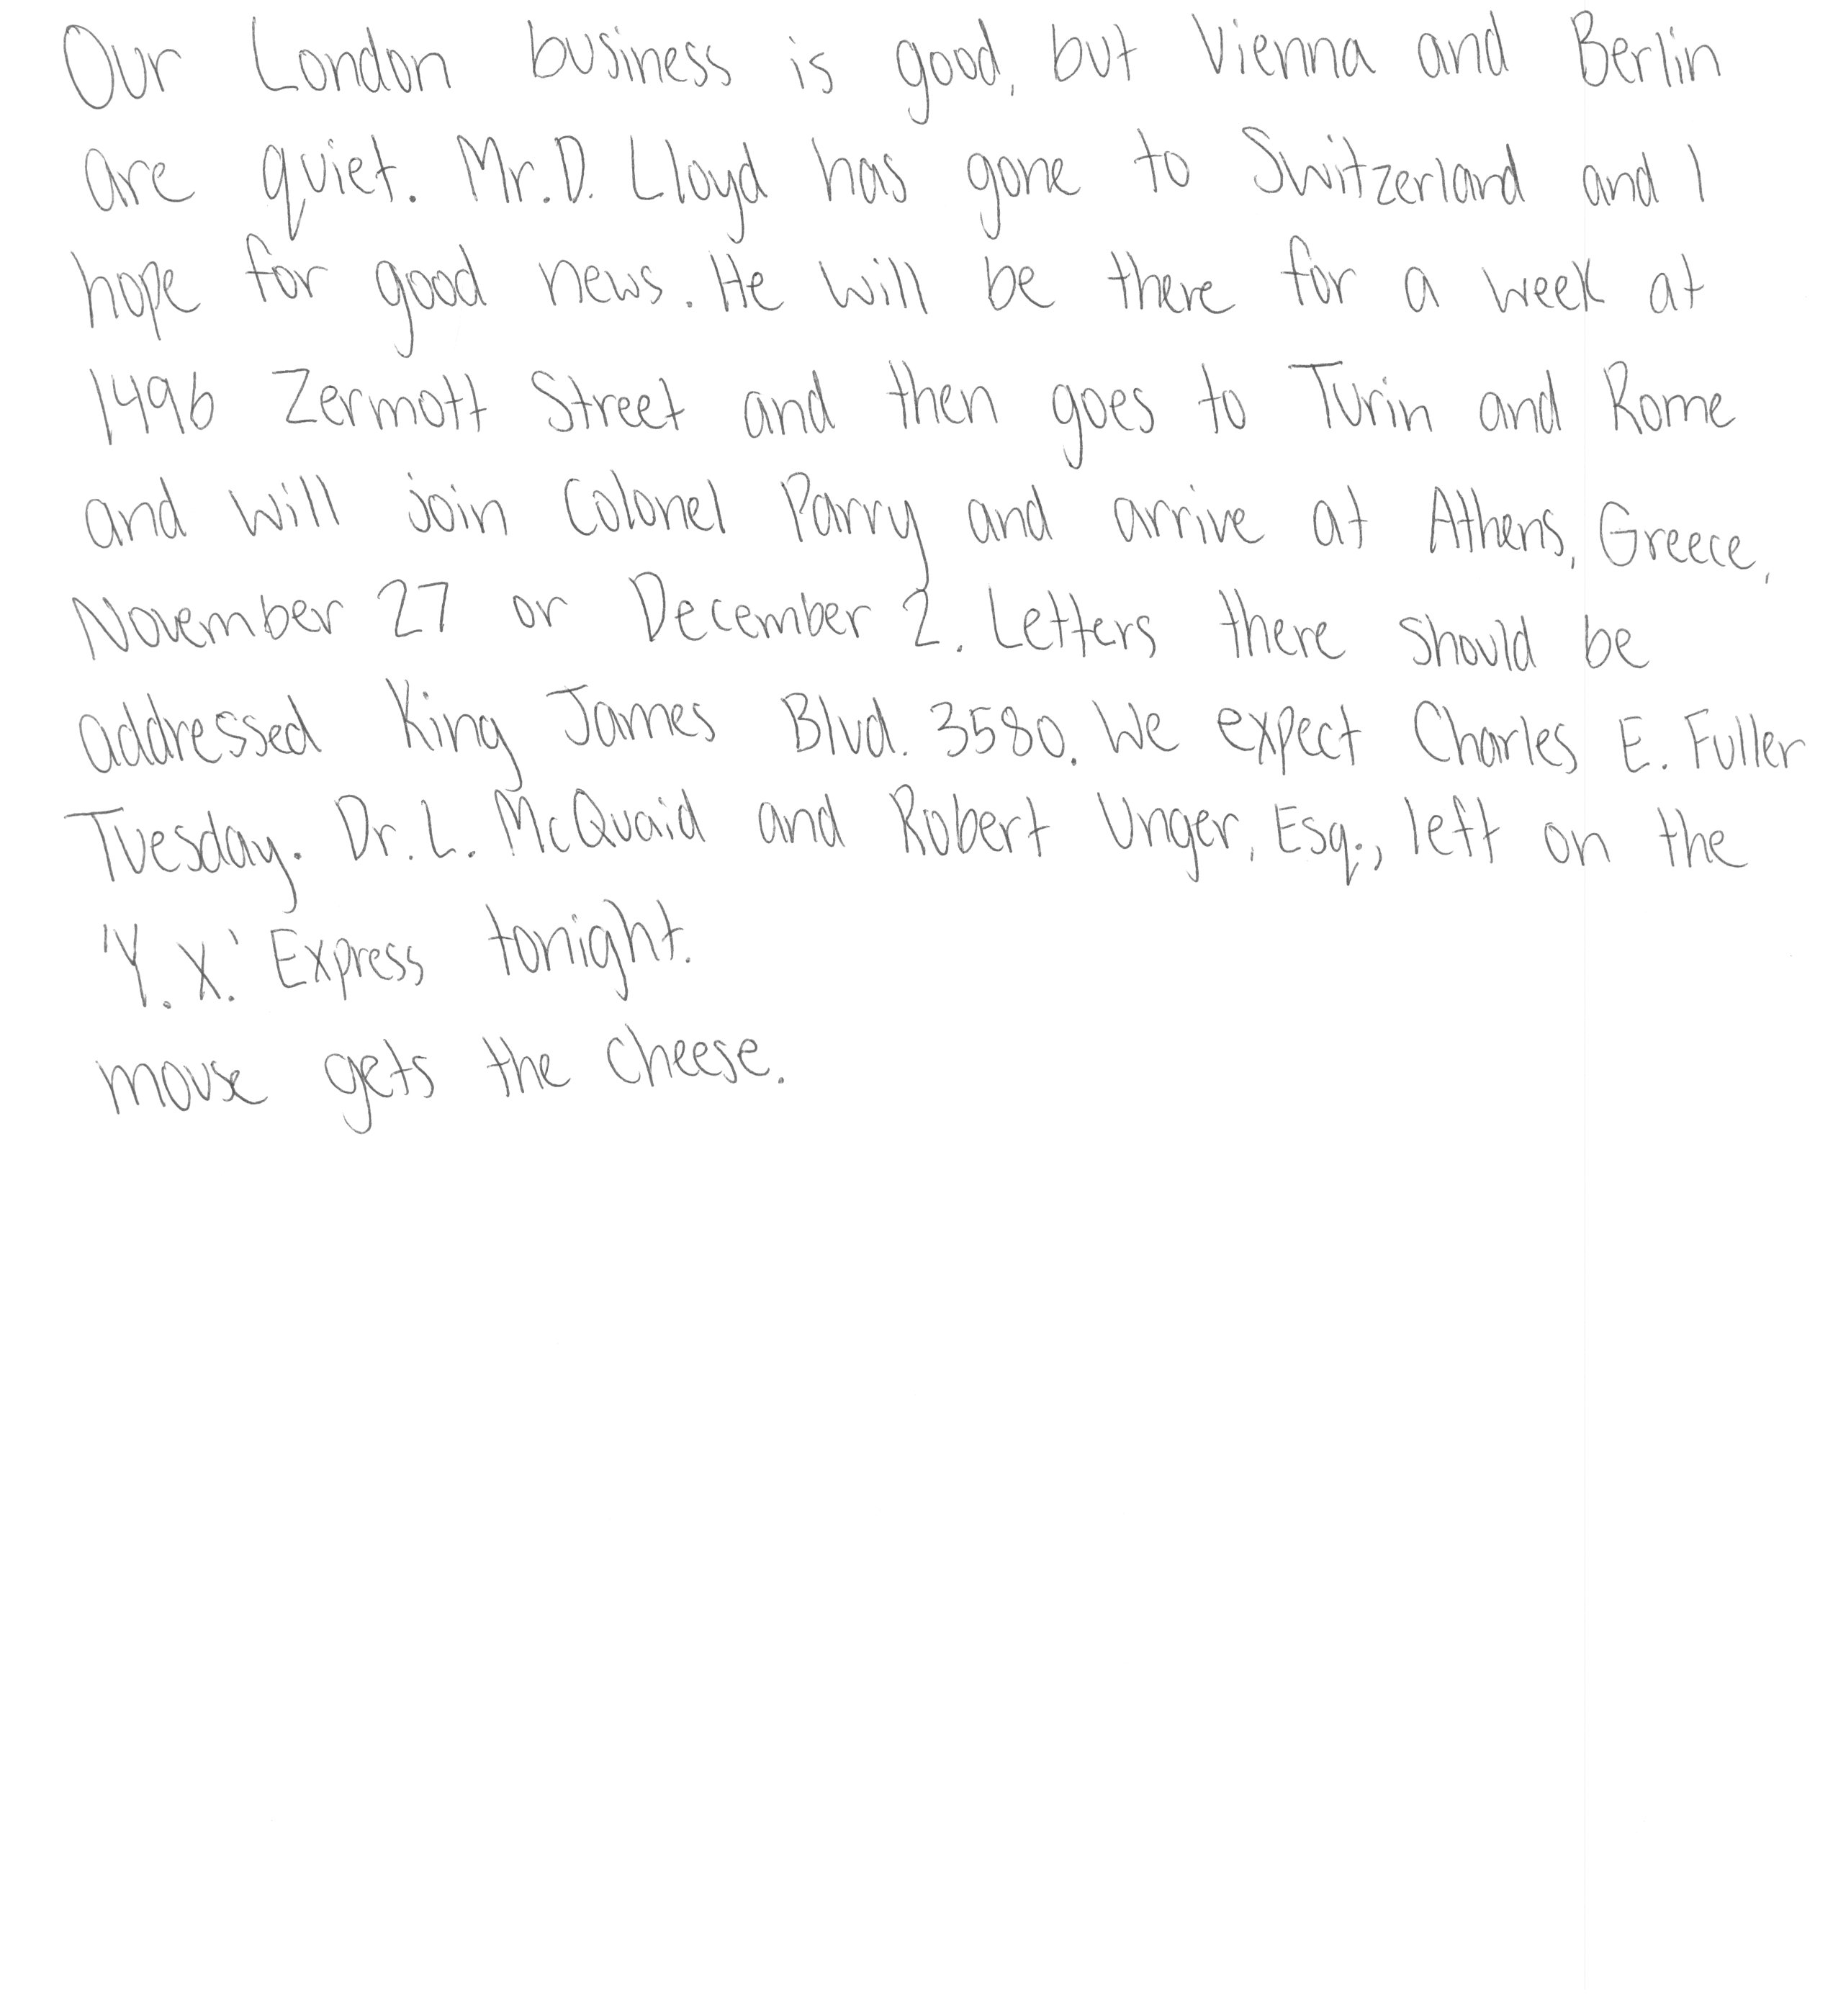 Our London business is good, but Vienna and Berlin
are quiet. Mr. D. Lloyd has gone to Switzerland and I
hope for good news. He will be there for a week at
1496 Zermott Street and then goes to Turin and Rome
and will join Colonel Parry and arrive at Athens, Greece,
November 27 or December 2. Letters there should be
addressed King James Blvd. 3580. We expect Charles E. Fuller
Tuesday. Dr. L. McQuaid and Robert Unger, Esq., left on the
'Y.X.' Express tonight.
mouse gets the cheese.